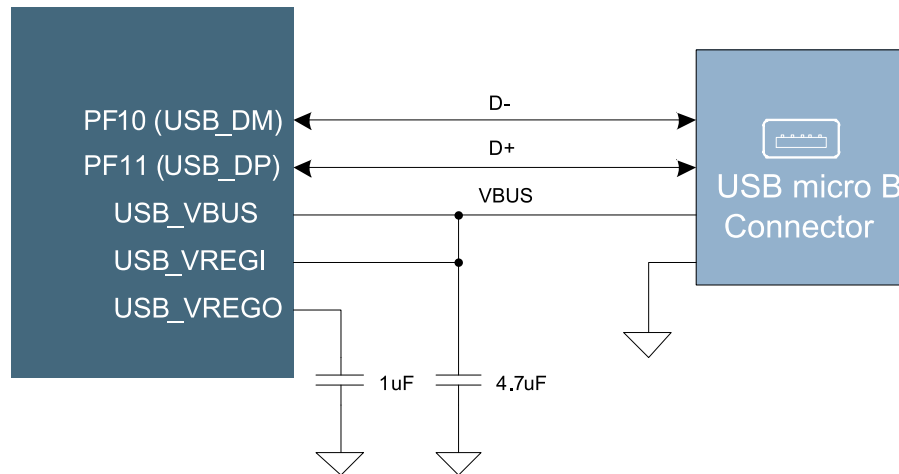 D-
PF10 (USB_DM)
D+
PF11 (USB_DP)
VBUS
USB_VBUS
USB micro B
Connector
USB_VREGI
USB_VREGO
1uF
4.7uF